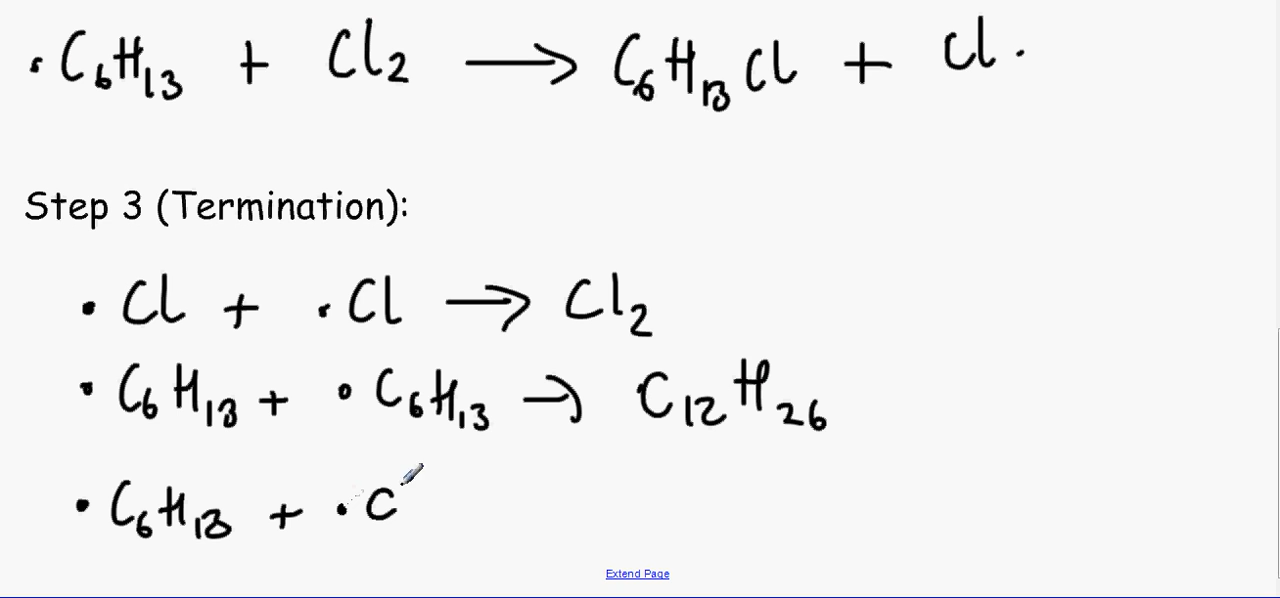 ·C₆H₁₃ + Cl₂ → C₆H₁₃Cl + Cl·
Step 3 (Termination):
·Cl + ·Cl → Cl₂
·C₆H₁₃ + ·C₆H₁₃ → C₁₂H₂₆
·C₆H₁₃ + ·C
Extend Page